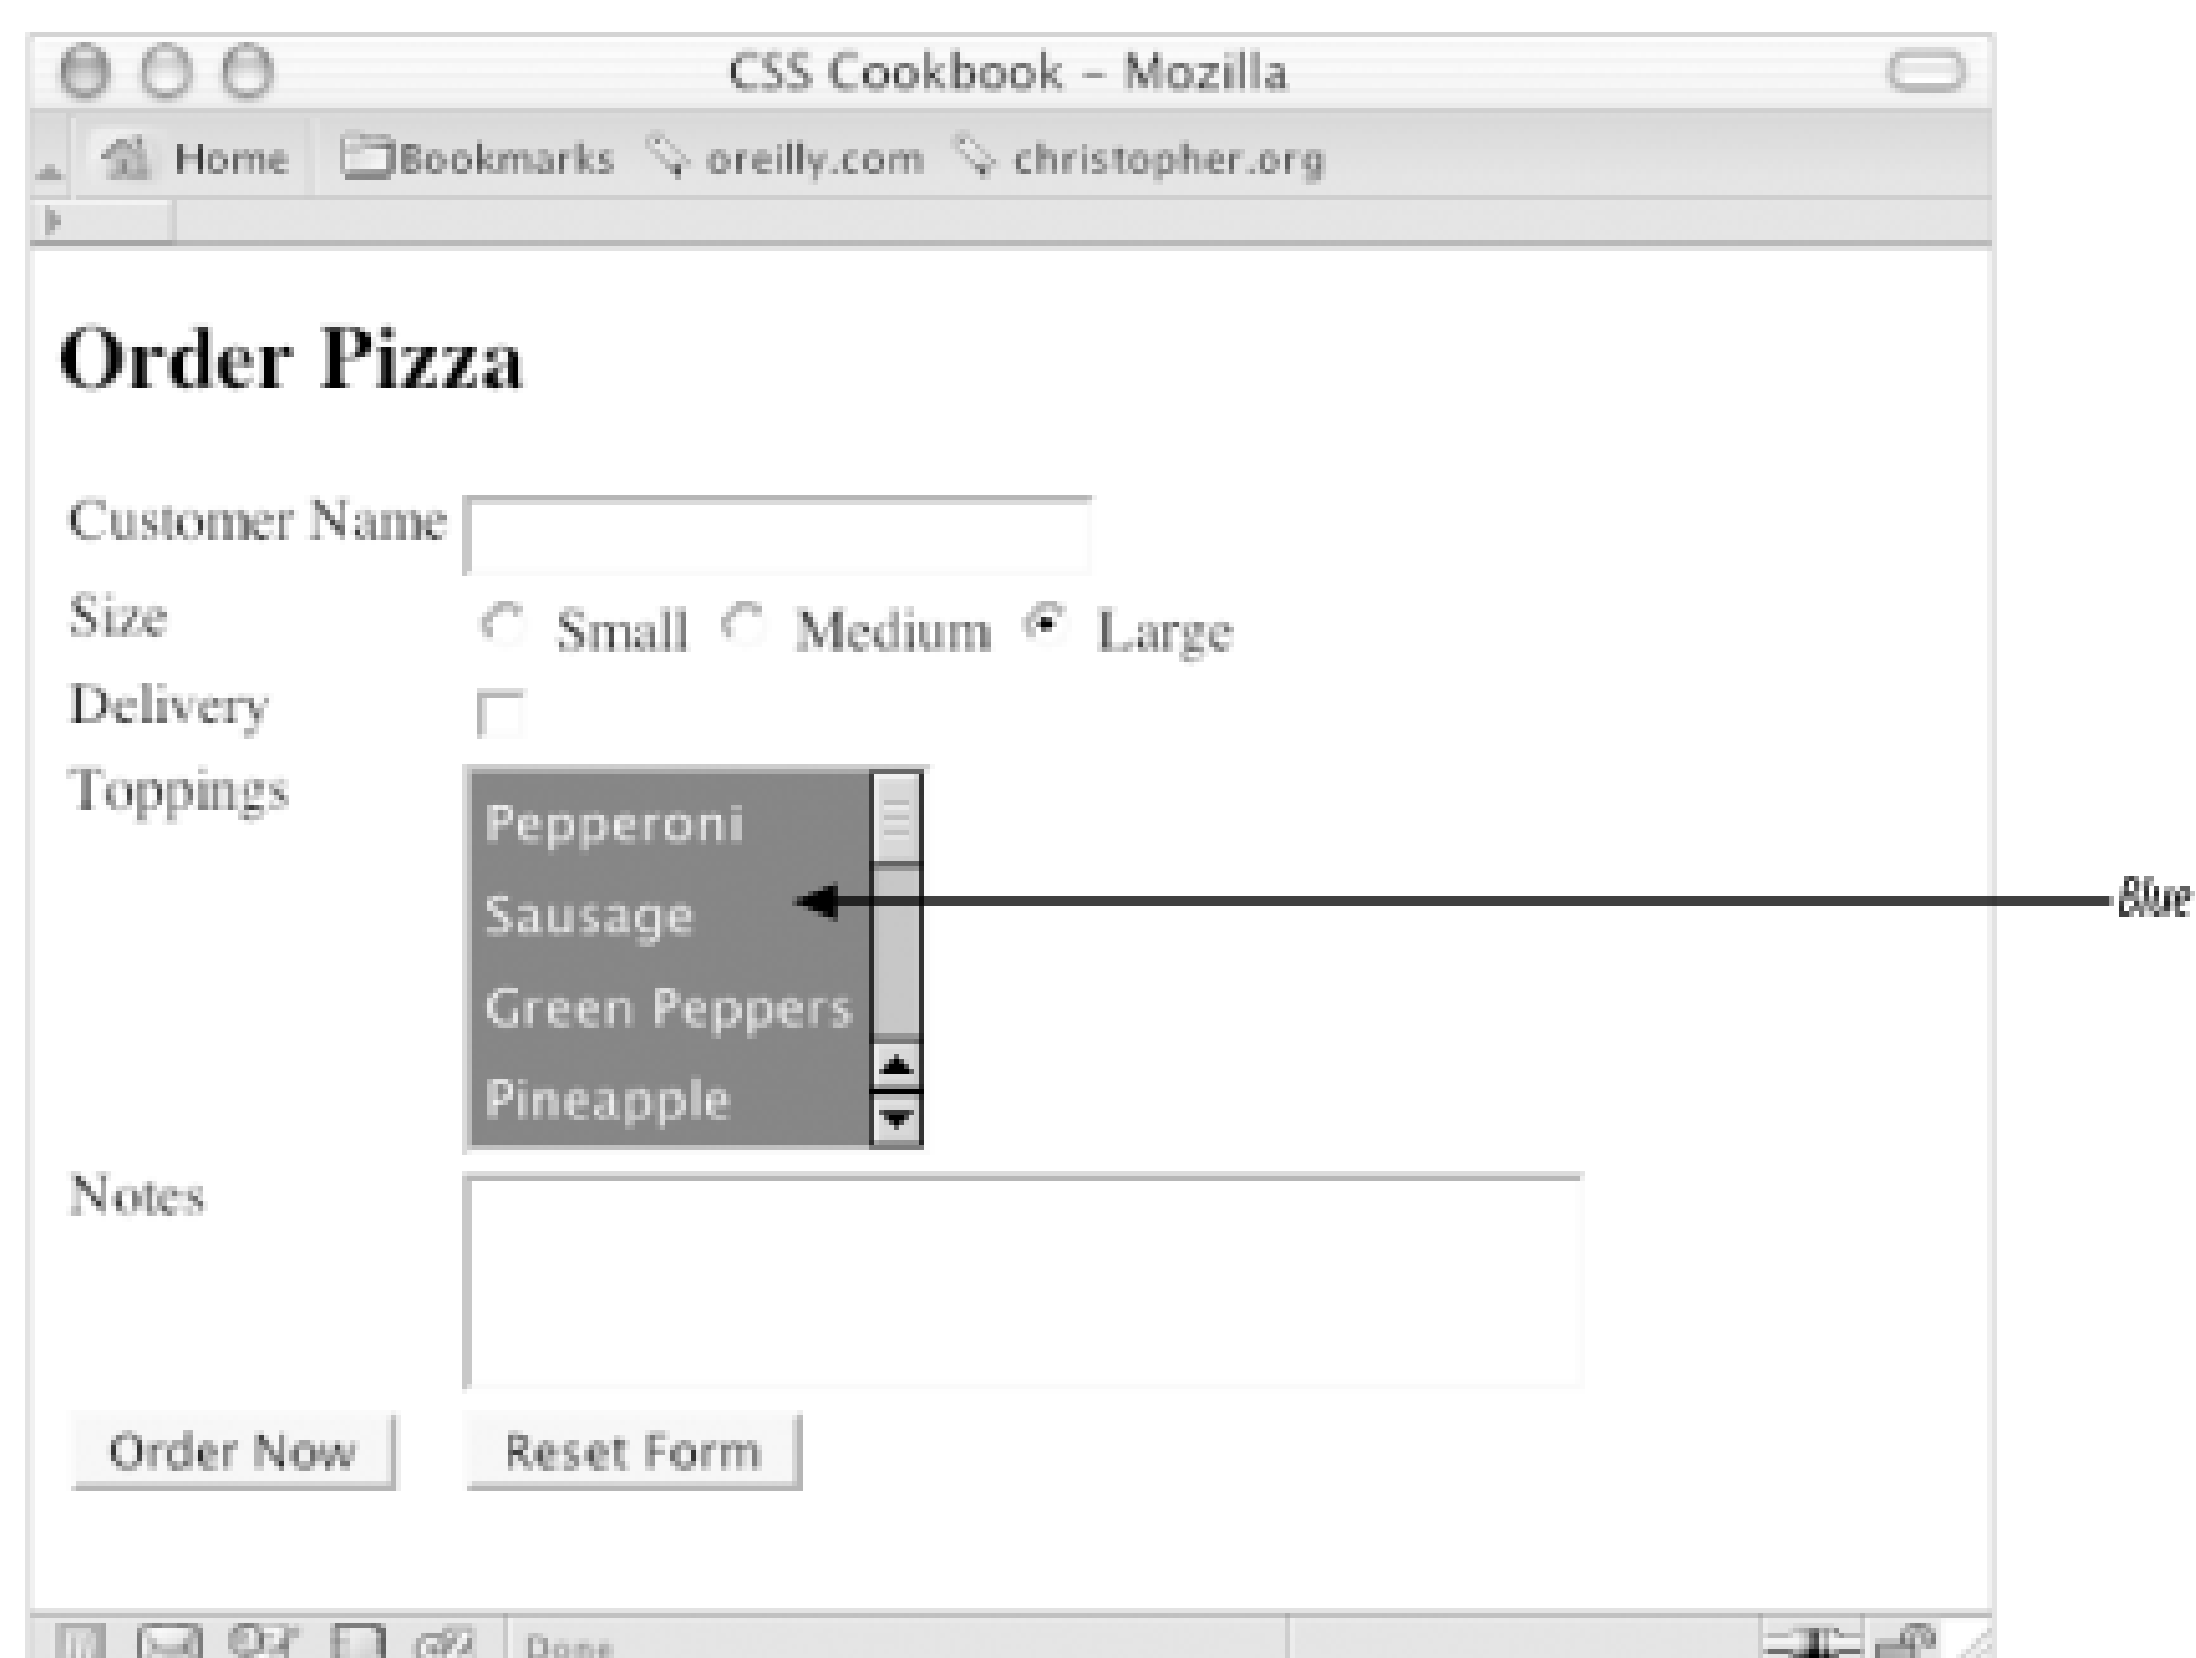 CSS Cookbook – Mozilla
Home Bookmarks oreilly.com christopher.org
Order Pizza
Customer Name
Size Small Medium Large
Delivery
Toppings Pepperoni
Sausage
Blue
Green Peppers
Pineapple
Notes
Order Now Reset Form
Done